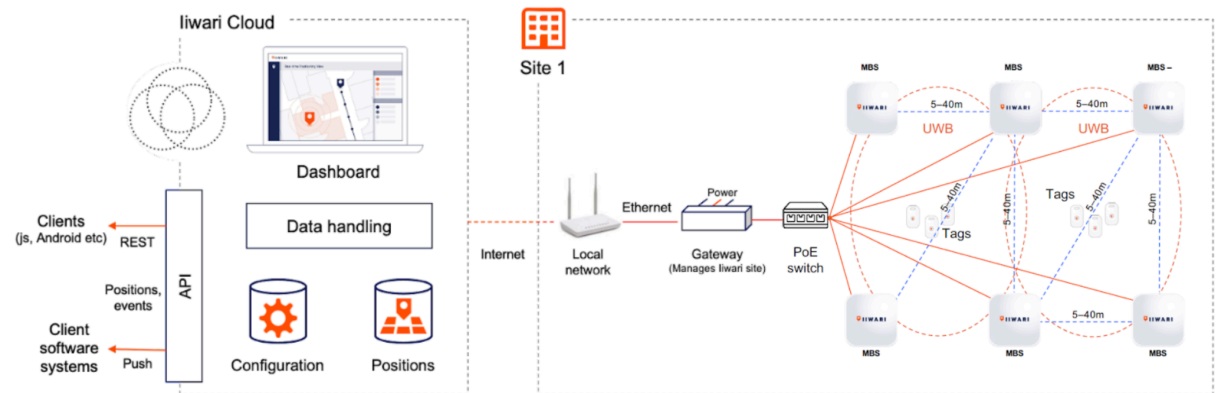 Iiwari Cloud
Dashboard
Data handling
Configuration
Positions
API
Clients
(js, Android etc)
REST
Positions,
events
Client
software
systems
Push
Internet
Site 1
Local
network
Ethernet
Power
Gateway
(Manages Iiwari site)
PoE
switch
MBS
MBS
MBS –
IIWARI
IIWARI
IIWARI
5–40m
5–40m
UWB
UWB
5–40m
5–40m
5–40m
5–40m
Tags
Tags
5–40m
IIWARI
IIWARI
IIWARI
MBS
MBS
MBS